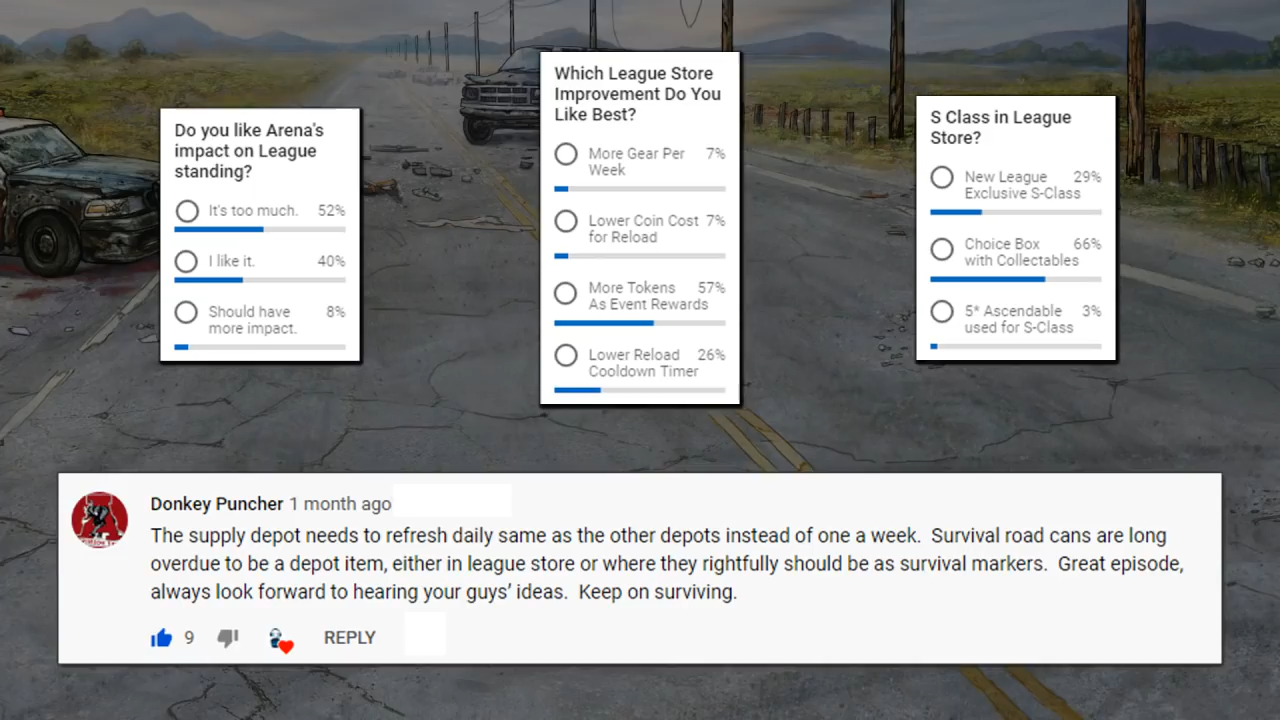 Do you like Arena's
impact on League
standing?
It's too much. 52%
I like it. 40%
Should have 8%
more impact.
Which League Store
Improvement Do You
Like Best?
More Gear Per 7%
Week
Lower Coin Cost 7%
for Reload
More Tokens 57%
As Event Rewards
Lower Reload 26%
Cooldown Timer
S Class in League
Store?
New League 29%
Exclusive S-Class
Choice Box 66%
with Collectables
5* Ascendable 3%
used for S-Class
Donkey Puncher 1 month ago
The supply depot needs to refresh daily same as the other depots instead of one a week. Survival road cans are long
overdue to be a depot item, either in league store or where they rightfully should be as survival markers. Great episode,
always look forward to hearing your guys’ ideas. Keep on surviving.
9 REPLY